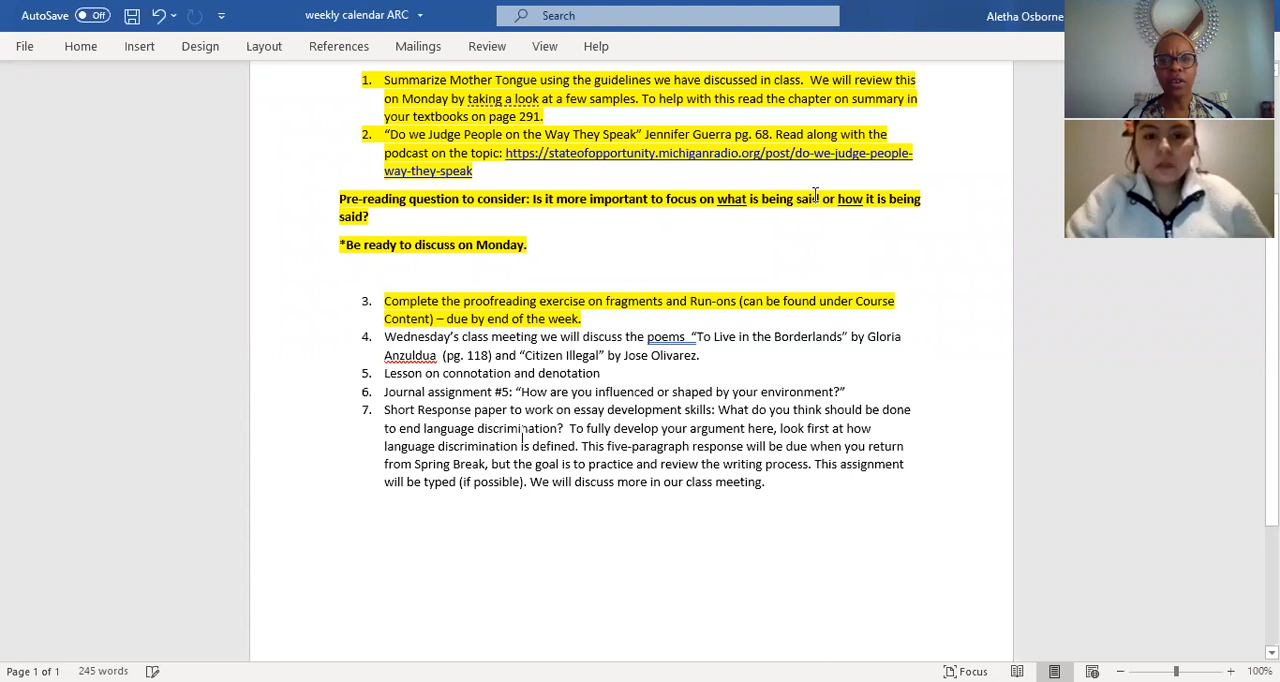 AutoSave Off weekly calendar ARC Search Aletha Osborne
File Home Insert Design Layout References Mailings Review View Help
1. Summarize Mother Tongue using the guidelines we have discussed in class. We will review this
on Monday by taking a look at a few samples. To help with this read the chapter on summary in
your textbooks on page 291.
2. “Do we Judge People on the Way They Speak” Jennifer Guerra pg. 68. Read along with the
podcast on the topic: https://stateofopportunity.michiganradio.org/post/do-we-judge-people-
way-they-speak
Pre-reading question to consider: Is it more important to focus on what is being said or how it is being
said?
*Be ready to discuss on Monday.
3. Complete the proofreading exercise on fragments and Run-ons (can be found under Course
Content) – due by end of the week.
4. Wednesday’s class meeting we will discuss the poems “To Live in the Borderlands” by Gloria
Anzuldua (pg. 118) and “Citizen Illegal” by Jose Olivarez.
5. Lesson on connotation and denotation
6. Journal assignment #5: “How are you influenced or shaped by your environment?”
7. Short Response paper to work on essay development skills: What do you think should be done
to end language discrimination? To fully develop your argument here, look first at how
language discrimination is defined. This five-paragraph response will be due when you return
from Spring Break, but the goal is to practice and review the writing process. This assignment
will be typed (if possible). We will discuss more in our class meeting.
Page 1 of 1 245 words Focus 100%